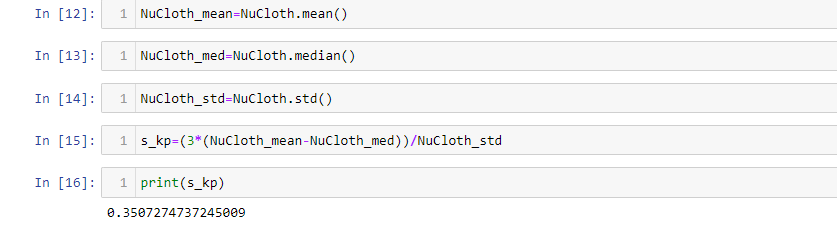 In [12]: 1 NuCloth_mean=NuCloth.mean()
In [13]: 1 NuCloth_med=NuCloth.median()
In [14]: 1 NuCloth_std=NuCloth.std()
In [15]: 1 s_kp=(3*(NuCloth_mean-NuCloth_med))/NuCloth_std
In [16]: 1 print(s_kp)
0.3507274737245009